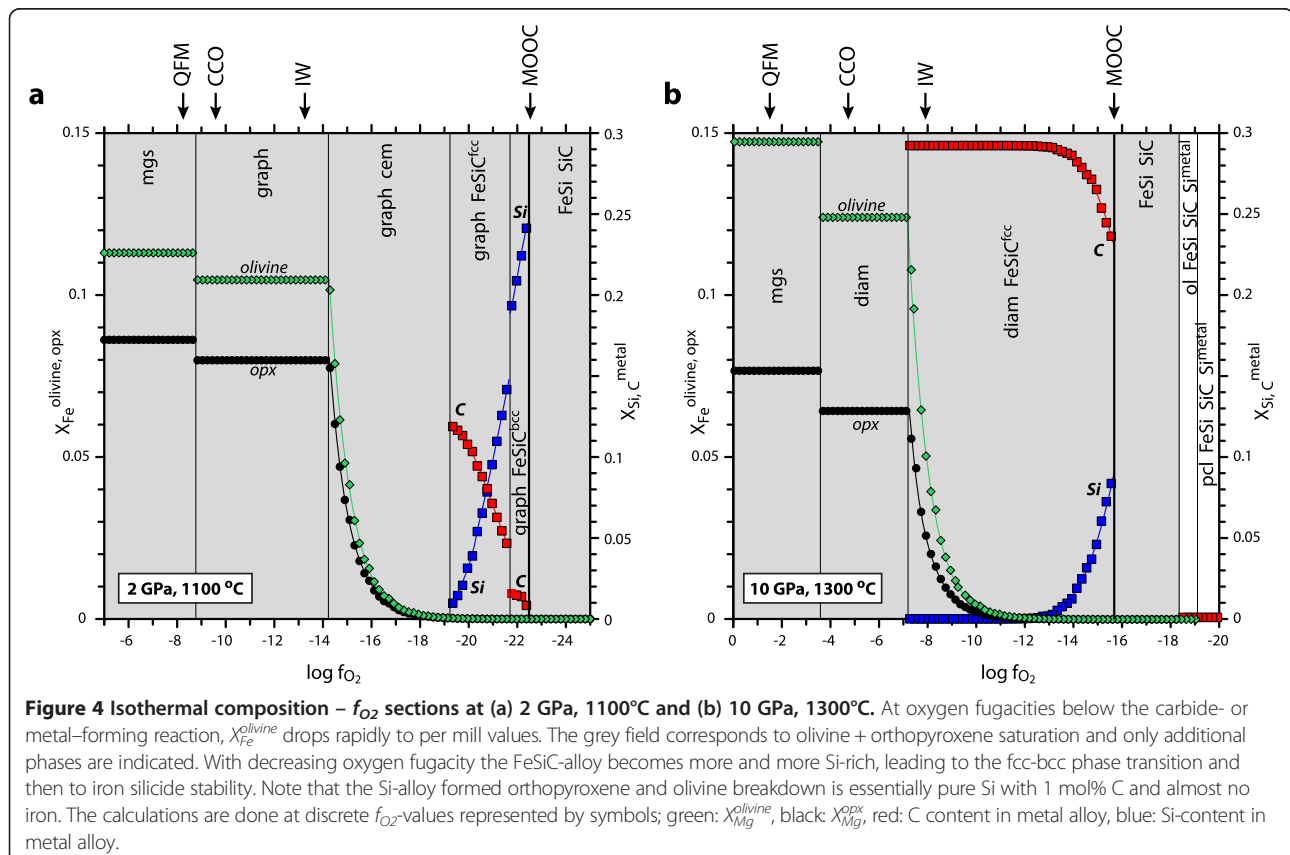 QFM
CCO
IW
MOOC
a
0.15
0.1
0.05
0
X_Fe^olivine, opx
mgs
graph
graph cem
graph FeSiC^fcc
graph FeSiC^bcc
FeSi SiC
olivine
opx
C
Si
Si
C
2 GPa, 1100 °C
0.3
0.25
0.2
0.15
0.1
0.05
0
X_Si, C^metal
-6 -8 -10 -12 -14 -16 -18 -20 -22 -24
log f_O2
QFM
CCO
IW
MOOC
b
0.15
0.1
0.05
0
X_Fe^olivine, opx
mgs
diam
diam FeSiC^fcc
FeSi SiC
ol FeSi SiC Si^metal
pcl FeSi SiC Si^metal
olivine
opx
C
Si
10 GPa, 1300 °C
0.3
0.25
0.2
0.15
0.1
0.05
0
X_Si, C^metal
0 -2 -4 -6 -8 -10 -12 -14 -16 -18 -20
log f_O2
Figure 4 Isothermal composition – f_O2 sections at (a) 2 GPa, 1100°C and (b) 10 GPa, 1300°C. At oxygen fugacities below the carbide- or
metal–forming reaction, X_Fe^olivine drops rapidly to per mill values. The grey field corresponds to olivine + orthopyroxene saturation and only additional
phases are indicated. With decreasing oxygen fugacity the FeSiC-alloy becomes more and more Si-rich, leading to the fcc-bcc phase transition and
then to iron silicide stability. Note that the Si-alloy formed orthopyroxene and olivine breakdown is essentially pure Si with 1 mol% C and almost no
iron. The calculations are done at discrete f_O2-values represented by symbols; green: X_Mg^olivine, black: X_Mg^opx, red: C content in metal alloy, blue: Si-content in
metal alloy.